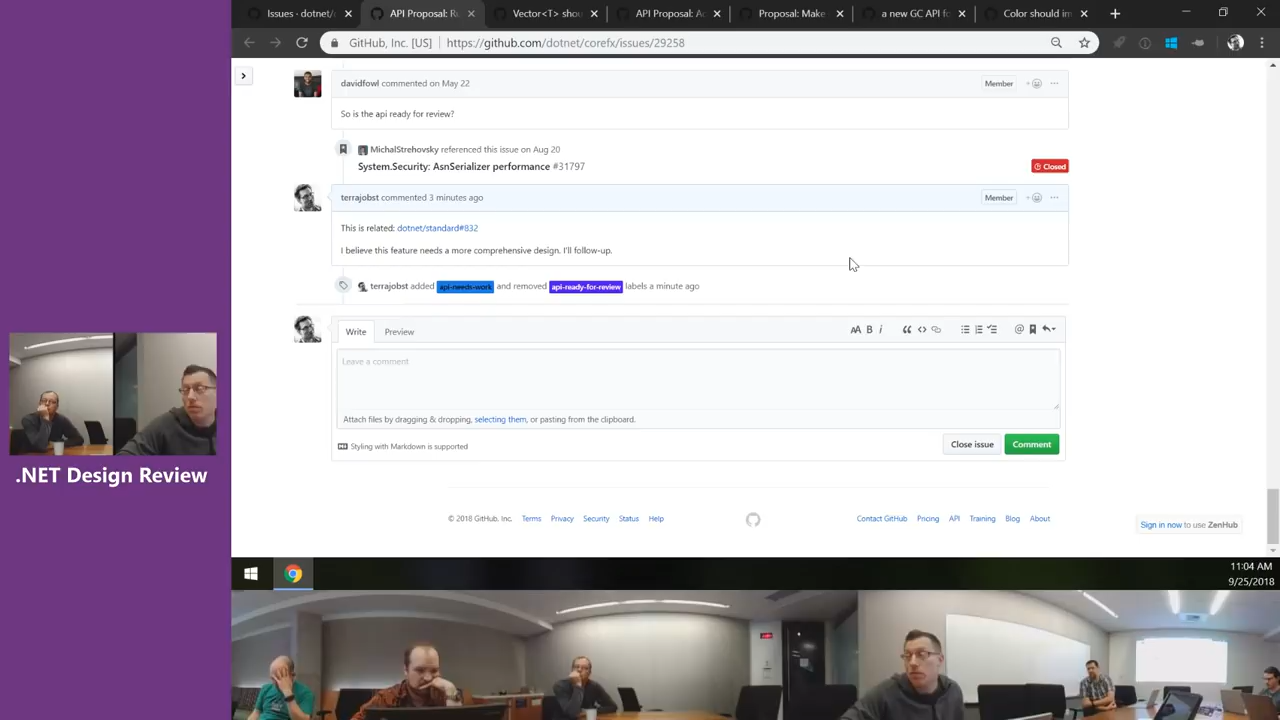 Issues - dotnet/c
API Proposal: R
Vector<T> shou
API Proposal: A
Proposal: Make
a new GC API fo
Color should im
GitHub, Inc. [US]
https://github.com/dotnet/corefx/issues/29258
davidfowl commented on May 22
Member
So is the api ready for review?
MichalStrehovsky referenced this issue on Aug 20
System.Security: AsnSerializer performance #31797
Closed
terrajobst commented 3 minutes ago
Member
This is related: dotnet/standard#832
I believe this feature needs a more comprehensive design. I'll follow-up.
terrajobst added api-needs-work and removed api-ready-for-review labels a minute ago
Write
Preview
AA B i
Leave a comment
Attach files by dragging & dropping, selecting them, or pasting from the clipboard.
Styling with Markdown is supported
Close issue
Comment
.NET Design Review
© 2018 GitHub, Inc.
Terms
Privacy
Security
Status
Help
Contact GitHub
Pricing
API
Training
Blog
About
Sign in now to use ZenHub
11:04 AM
9/25/2018